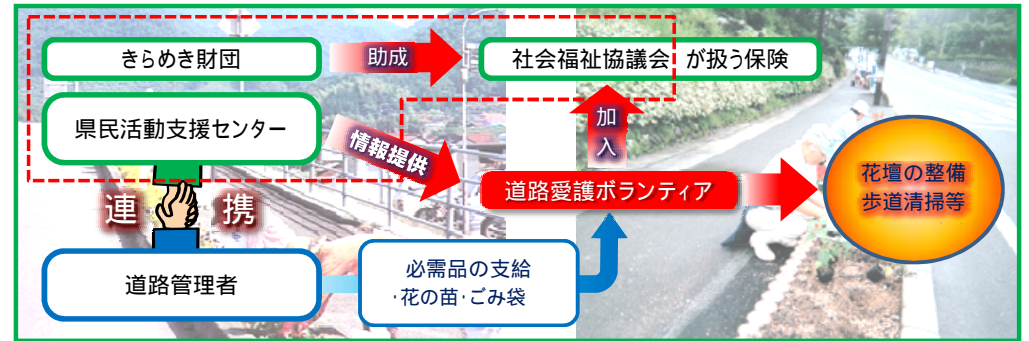 きらめき財団
助成
社会福祉協議会 が扱う保険
県民活動支援センター
情報提供
加入
道路愛護ボランティア
花壇の整備
歩道清掃等
連携
道路管理者
必需品の支給
・花の苗・ごみ袋